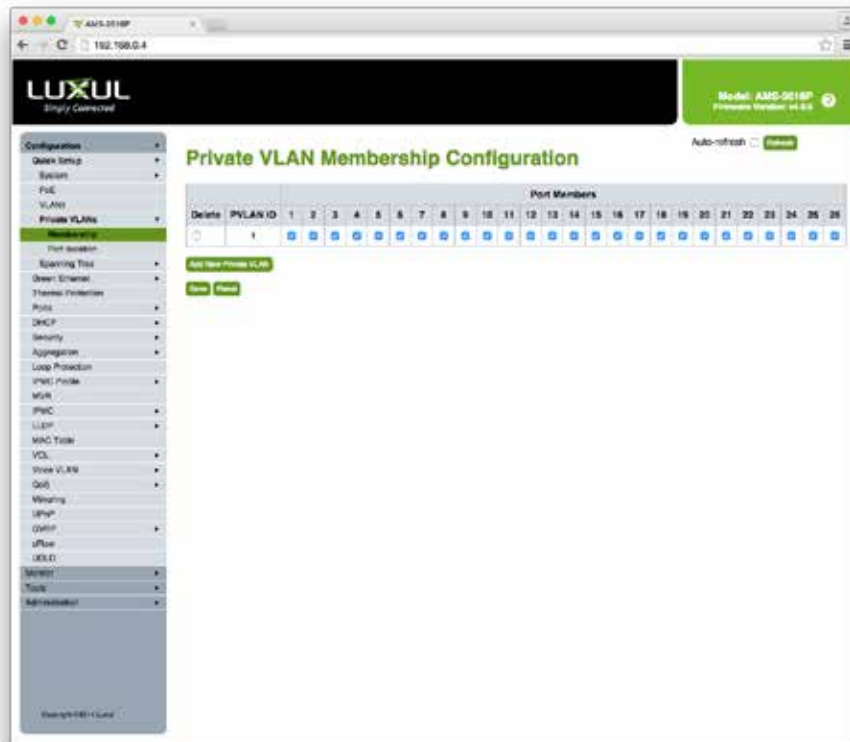 192.168.0.4
LUXUL
Simply Connected
Model: AMS-2616P
Firmware Version:
Auto-refresh Refresh
Configuration
Quick Setup
System
PoE
VLANs
Private VLANs
Membership
Port Isolation
Spanning Tree
Green Ethernet
Thermal Protection
Ports
DHCP
Security
Aggregation
Loop Protection
IPMC Profile
MVR
IPMC
LLDP
MAC Table
VCL
Voice VLAN
QoS
Mirroring
UPnP
GVRP
sFlow
UDLD
Monitor
Tools
Administration
Private VLAN Membership Configuration
Port Members
Delete PVLAN ID 1 2 3 4 5 6 7 8 9 10 11 12 13 14 15 16 17 18 19 20 21 22 23 24 25 26
1
Add New Private VLAN
Save Reset